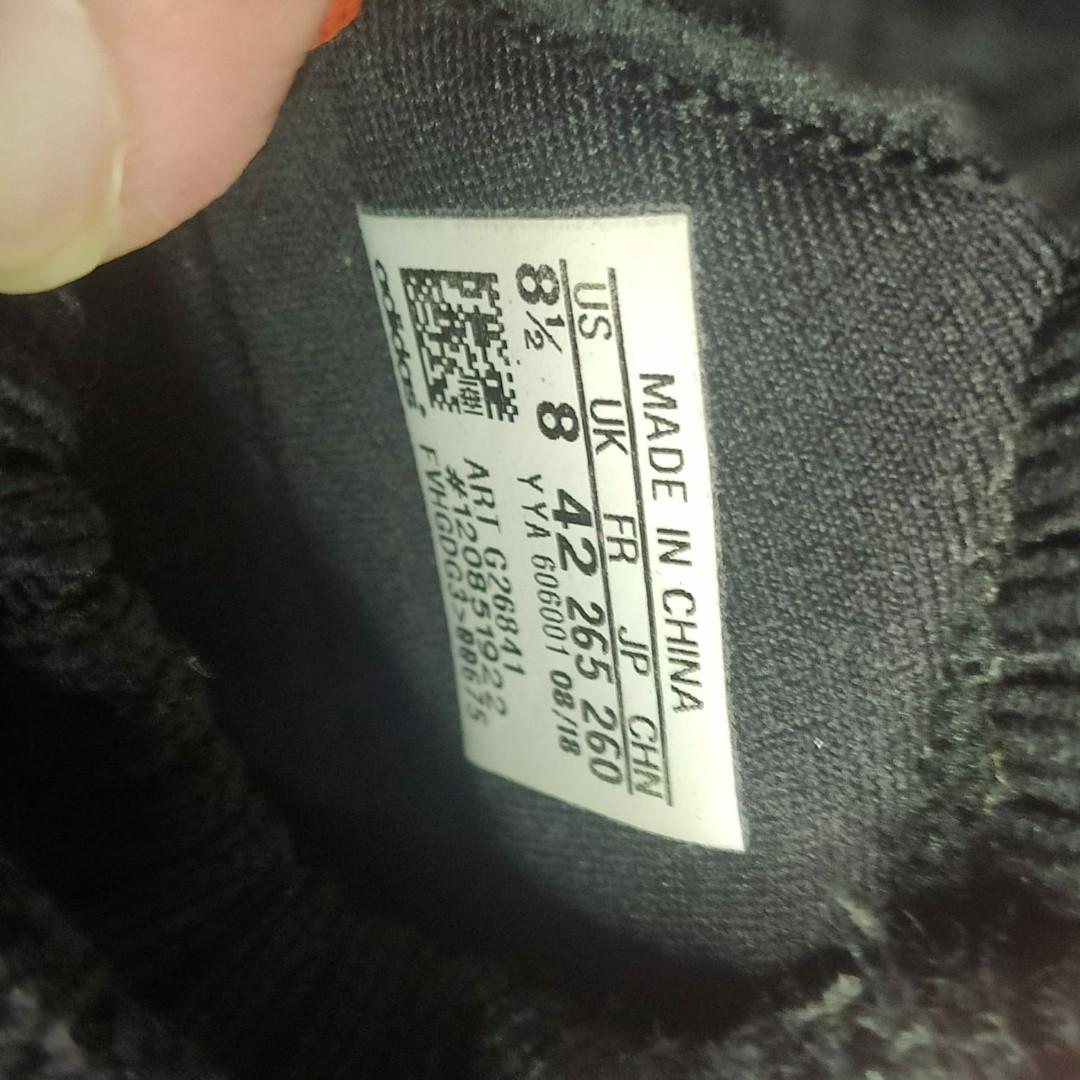 MADE IN CHINA
US UK FR JP CHN
8½ 8 42 265 260
YYA 606001 08/18
ART G26841
#120851922
adidas